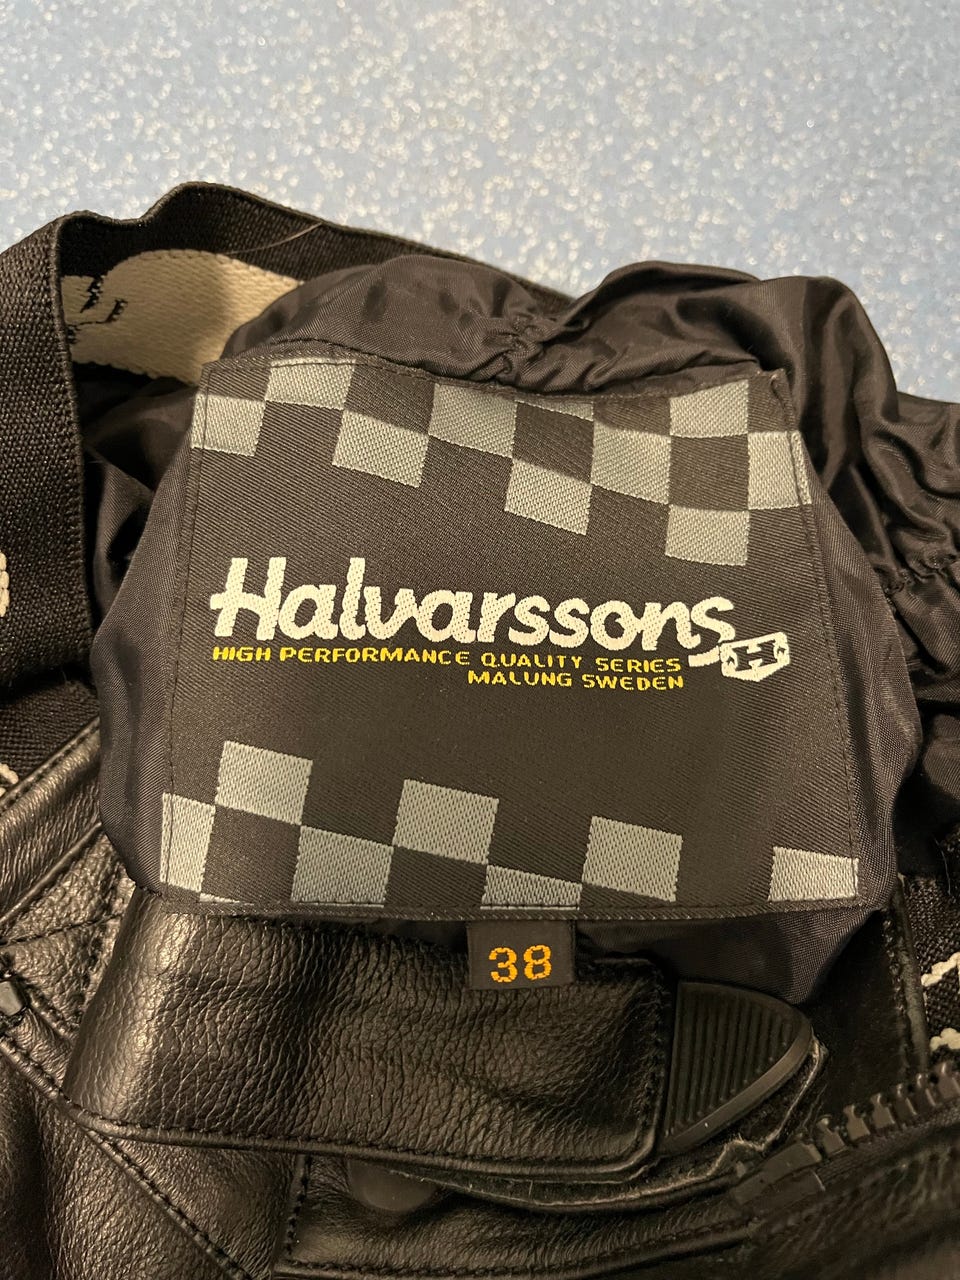 Halvarssons
H
HIGH PERFORMANCE QUALITY SERIES
MALUNG SWEDEN
38